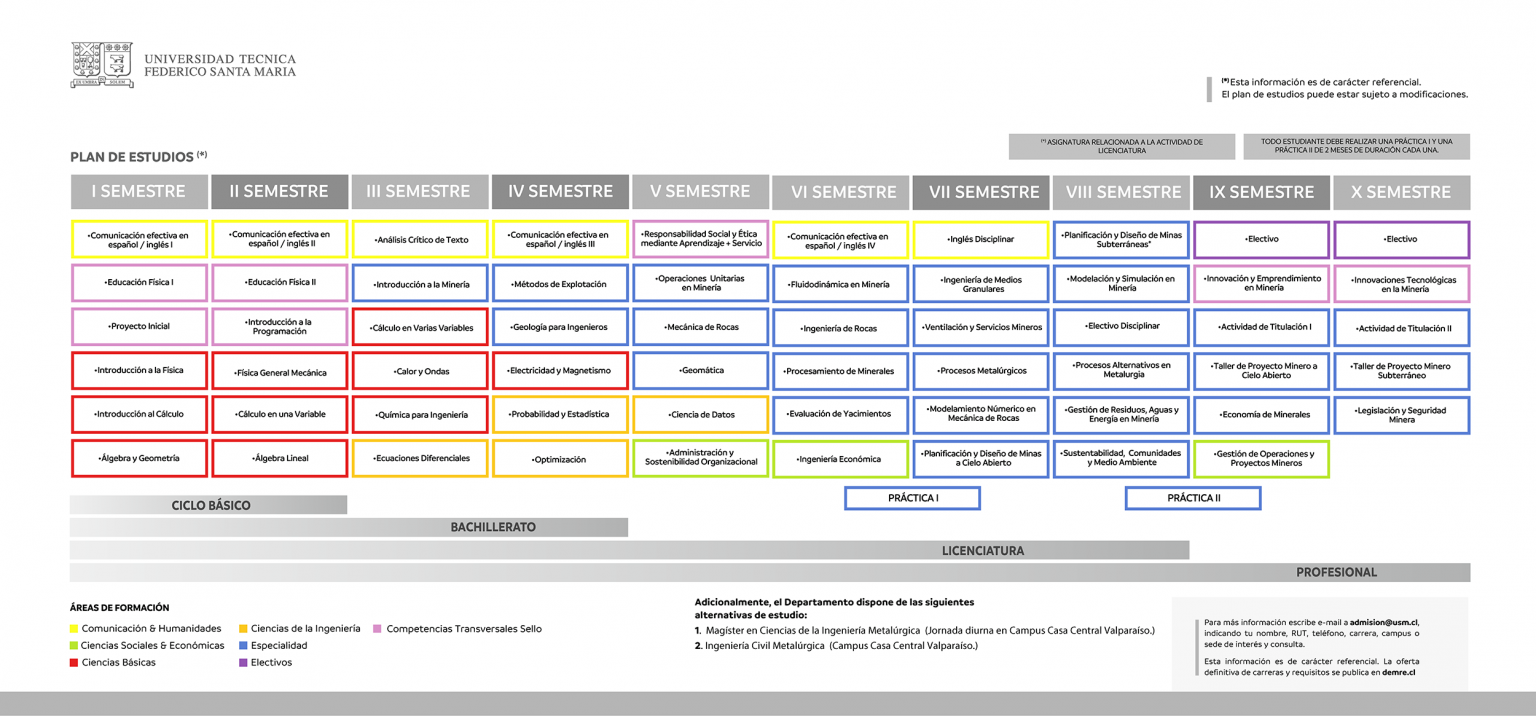 UNIVERSIDAD TECNICA
FEDERICO SANTA MARIA
(*)Esta información es de carácter referencial.
El plan de estudios puede estar sujeto a modificaciones.
PLAN DE ESTUDIOS (*)
(*) ASIGNATURA RELACIONADA A LA ACTIVIDAD DE
LICENCIATURA
TODO ESTUDIANTE DEBE REALIZAR UNA PRÁCTICA I Y UNA
PRÁCTICA II DE 2 MESES DE DURACIÓN CADA UNA.
I SEMESTRE
II SEMESTRE
III SEMESTRE
IV SEMESTRE
V SEMESTRE
VI SEMESTRE
VII SEMESTRE
VIII SEMESTRE
IX SEMESTRE
X SEMESTRE
•Comunicación efectiva en
español / inglés I
•Comunicación efectiva en
español / inglés II
•Análisis Crítico de Texto
•Comunicación efectiva en
español / inglés III
•Responsabilidad Social y Ética
mediante Aprendizaje + Servicio
•Comunicación efectiva en
español / inglés IV
•Inglés Disciplinar
•Planificación y Diseño de Minas
Subterráneas*
•Electivo
•Electivo
•Educación Física I
•Educación Física II
•Introducción a la Minería
•Métodos de Explotación
•Operaciones Unitarias
en Minería
•Fluidodinámica en Minería
•Ingeniería de Medios
Granulares
•Modelación y Simulación en
Minería
•Innovación y Emprendimiento
en Minería
•Innovaciones Tecnológicas
en la Minería
•Proyecto Inicial
•Introducción a la
Programación
•Cálculo en Varias Variables
•Geología para Ingenieros
•Mecánica de Rocas
•Ingeniería de Rocas
•Ventilación y Servicios Mineros
•Electivo Disciplinar
•Actividad de Titulación I
•Actividad de Titulación II
•Introducción a la Física
•Física General Mecánica
•Calor y Ondas
•Electricidad y Magnetismo
•Geomática
•Procesamiento de Minerales
•Procesos Metalúrgicos
•Procesos Alternativos en
Metalurgia
•Taller de Proyecto Minero a
Cielo Abierto
•Taller de Proyecto Minero
Subterráneo
•Introducción al Cálculo
•Cálculo en una Variable
•Química para Ingeniería
•Probabilidad y Estadística
•Ciencia de Datos
•Evaluación de Yacimientos
•Modelamiento Númerico en
Mecánica de Rocas
•Gestión de Residuos, Aguas y
Energía en Minería
•Economía de Minerales
•Legislación y Seguridad
Minera
•Álgebra y Geometría
•Álgebra Lineal
•Ecuaciones Diferenciales
•Optimización
•Administración y
Sostenibilidad Organizacional
•Ingeniería Económica
•Planificación y Diseño de Minas
a Cielo Abierto
•Sustentabilidad, Comunidades
y Medio Ambiente
•Gestión de Operaciones y
Proyectos Mineros
PRÁCTICA I
PRÁCTICA II
CICLO BÁSICO
BACHILLERATO
LICENCIATURA
PROFESIONAL
ÁREAS DE FORMACIÓN
Comunicación & Humanidades
Ciencias Sociales & Económicas
Ciencias Básicas
Ciencias de la Ingeniería
Especialidad
Electivos
Competencias Transversales Sello
Adicionalmente, el Departamento dispone de las siguientes
alternativas de estudio:
1. Magíster en Ciencias de la Ingeniería Metalúrgica (Jornada diurna en Campus Casa Central Valparaíso.)
2. Ingeniería Civil Metalúrgica (Campus Casa Central Valparaíso.)
Para más información escribe e-mail a admision@usm.cl,
indicando tu nombre, RUT, teléfono, carrera, campus o
sede de interés y consulta.
Esta información es de carácter referencial. La oferta
definitiva de carreras y requisitos se publica en demre.cl